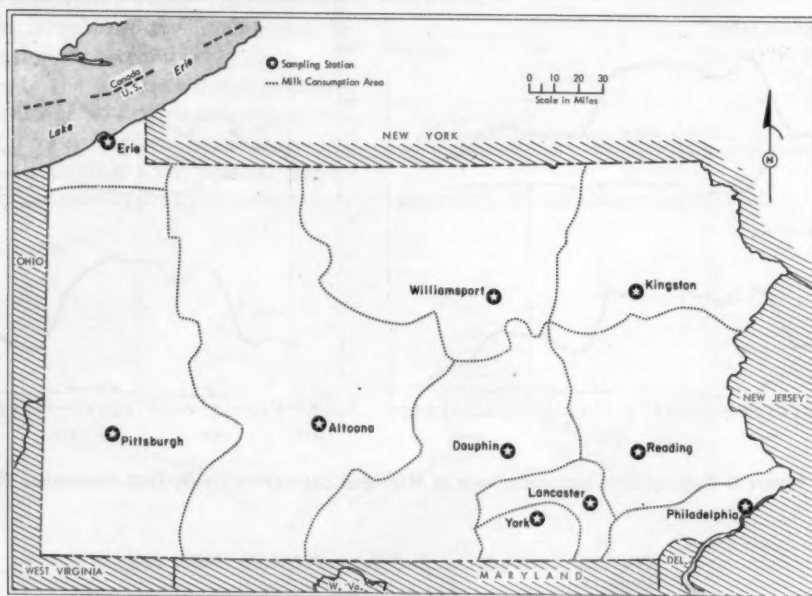 Sampling Station
Milk Consumption Area
0 5 10 20 30
Scale in Miles
Canada
U. S.
Lake Erie
Erie
NEW YORK
N
OHIO
Williamsport
Kingston
NEW JERSEY
Pittsburgh
Altoona
Dauphin
Reading
Lancaster
York
Philadelphia
WEST VIRGINIA
W. Va.
MARYLAND
DEL.